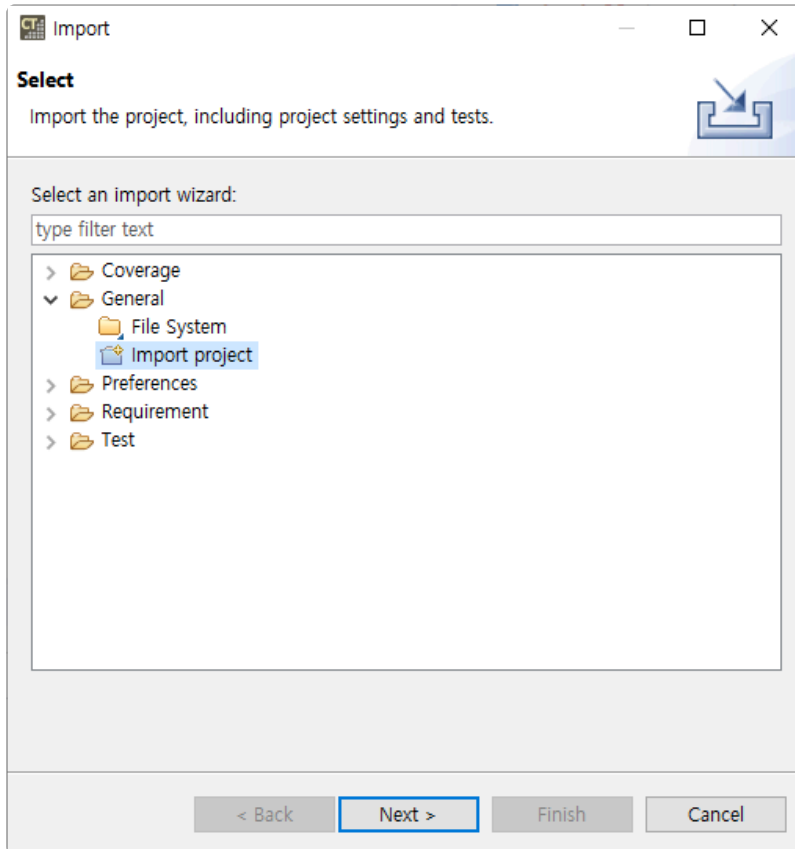 CT Import
Select
Import the project, including project settings and tests.
Select an import wizard:
type filter text
Coverage
General
File System
Import project
Preferences
Requirement
Test
< Back Next > Finish Cancel